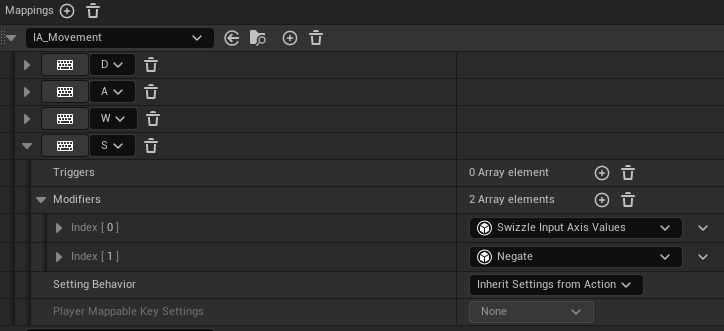 Mappings
IA_Movement
D
A
W
S
Triggers 0 Array element
Modifiers 2 Array elements
Index [ 0 ] Swizzle Input Axis Values
Index [ 1 ] Negate
Setting Behavior Inherit Settings from Action
Player Mappable Key Settings None